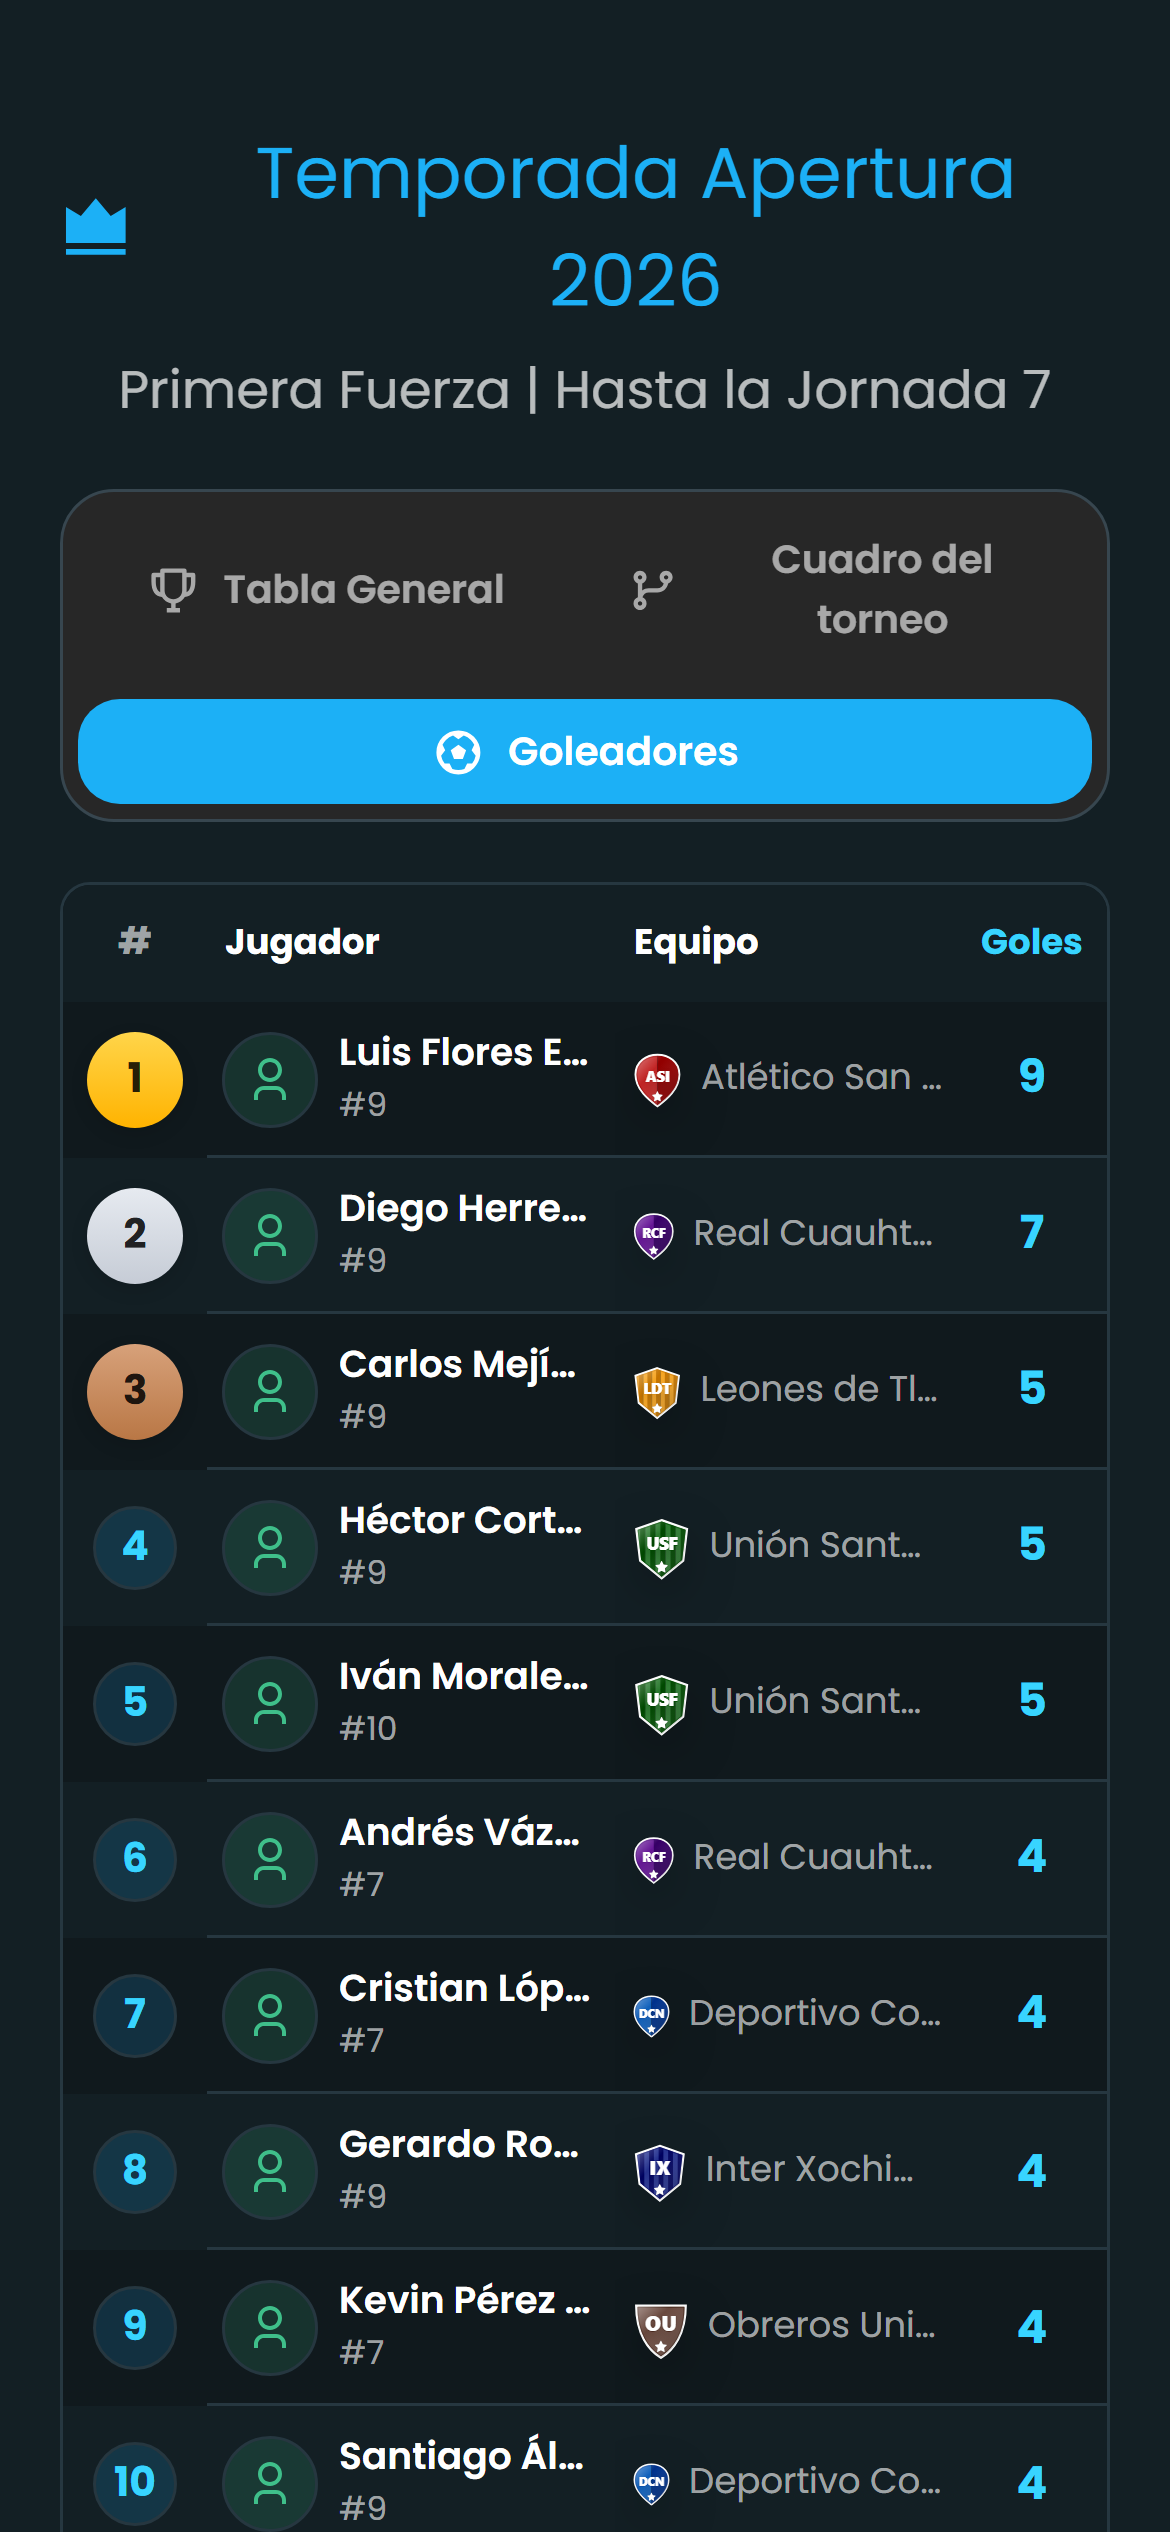 Temporada Apertura
2026
Primera Fuerza | Hasta la Jornada 7
Tabla General
Cuadro del
torneo
Goleadores
# Jugador Equipo Goles
1 Luis Flores E... ASI Atlético San ... 9
#9
2 Diego Herre... RCF Real Cuauht... 7
#9
3 Carlos Mejí... LDT Leones de Tl... 5
#9
4 Héctor Cort... USF Unión Sant... 5
#9
5 Iván Morale... USF Unión Sant... 5
#10
6 Andrés Váz... RCF Real Cuauht... 4
#7
7 Cristian Lóp... DCN Deportivo Co... 4
#7
8 Gerardo Ro... IX Inter Xochi... 4
#9
9 Kevin Pérez ... OU Obreros Uni... 4
#7
10 Santiago Ál... DCN Deportivo Co... 4
#9